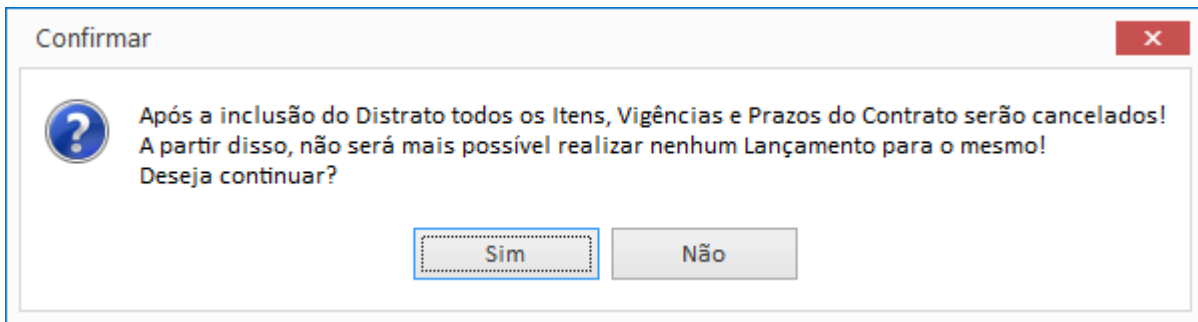 Confirmar
Após a inclusão do Distrato todos os Itens, Vigências e Prazos do Contrato serão cancelados!
A partir disso, não será mais possível realizar nenhum Lançamento para o mesmo!
Deseja continuar?
Sim
Não